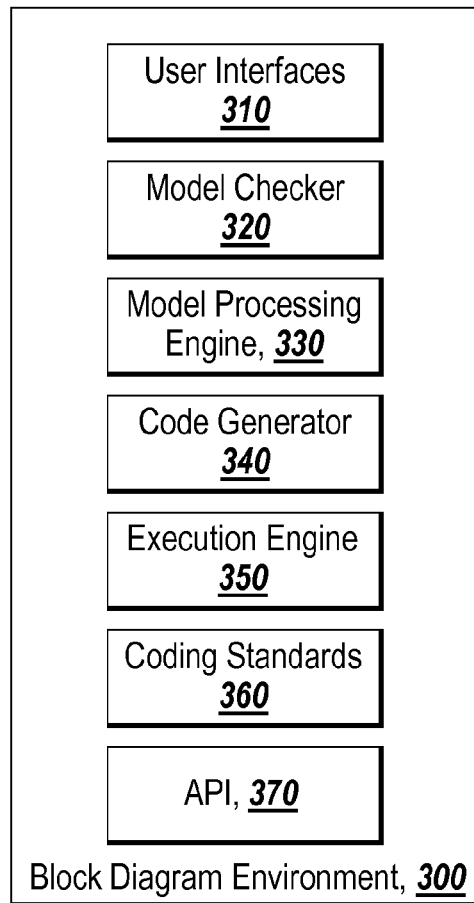 User Interfaces
310
Model Checker
320
Model Processing
Engine, 330
Code Generator
340
Execution Engine
350
Coding Standards
360
API, 370
Block Diagram Environment, 300